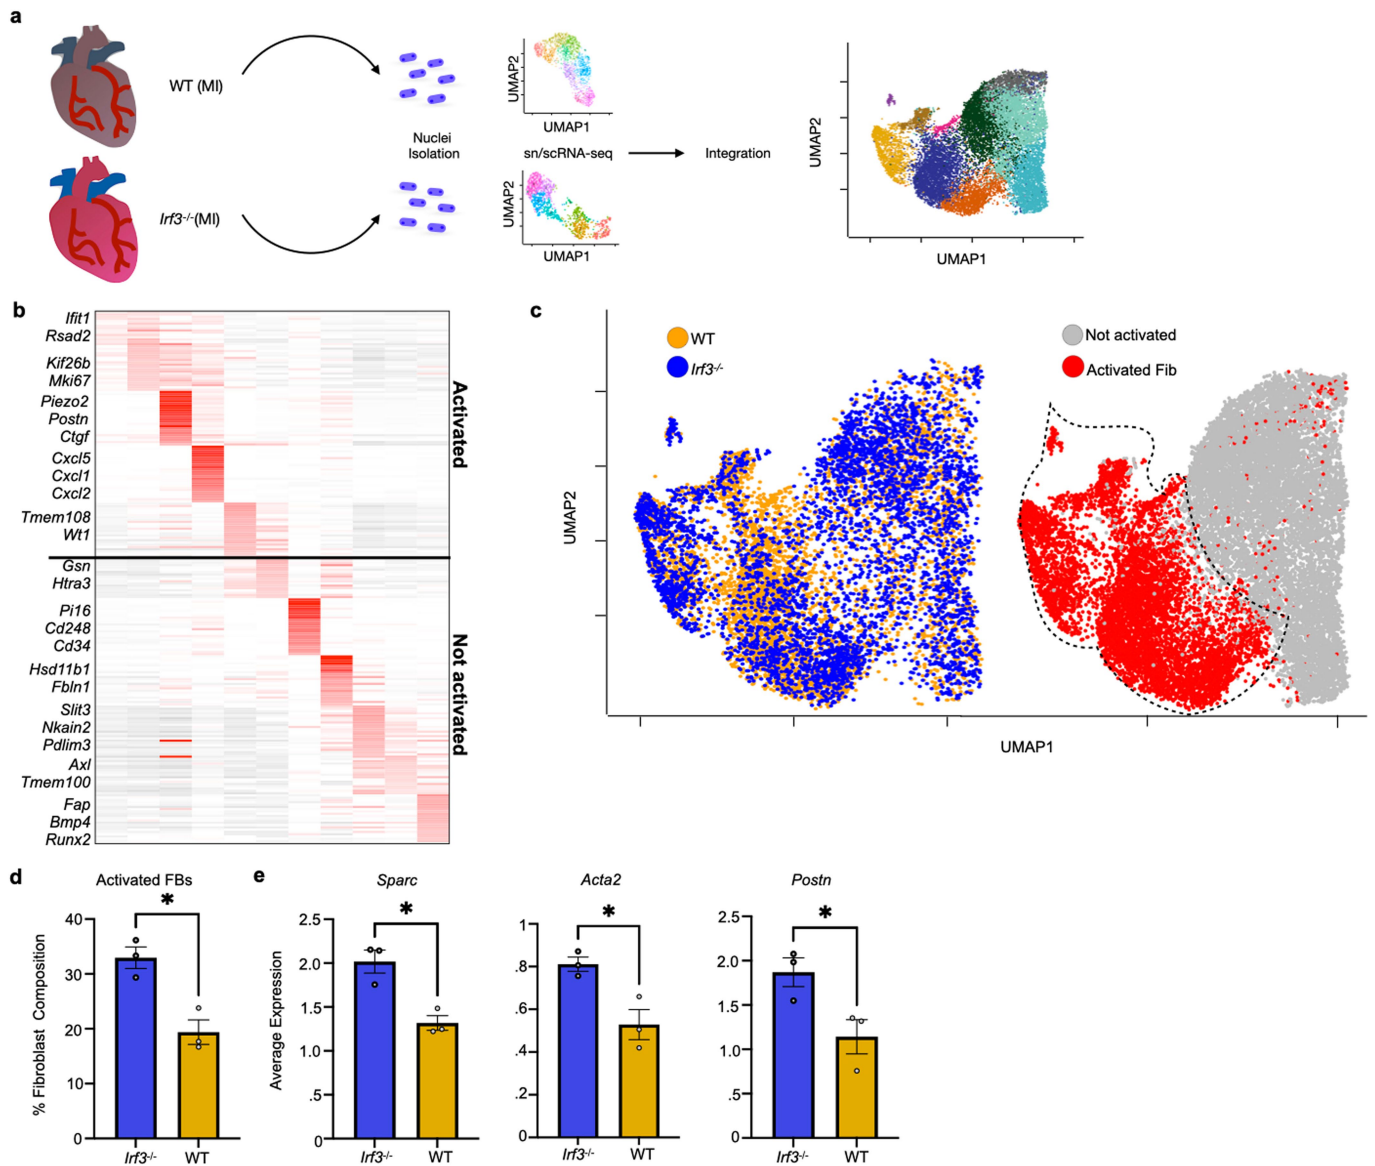 a
WT (MI)
Irf3-/-(MI)
Nuclei
Isolation
UMAP2
UMAP1
sn/scRNA-seq
UMAP2
UMAP1
Integration
UMAP2
UMAP1
b
Ifit1
Rsad2
Kif26b
Mki67
Piezo2
Postn
Ctgf
Cxcl5
Cxcl1
Cxcl2
Tmem108
Wt1
Gsn
Htra3
Pi16
Cd248
Cd34
Hsd11b1
Fbln1
Slit3
Nkain2
Pdlim3
Axl
Tmem100
Fap
Bmp4
Runx2
Activated
Not activated
c
WT
Irf3-/-
Not activated
Activated Fib
UMAP2
UMAP1
d
Activated FBs
*
% Fibroblast Composition
40
30
20
10
0
Irf3-/-
WT
e
Average Expression
Sparc
*
2.5
2.0
1.5
1.0
.5
0
Irf3-/-
WT
Acta2
*
1
.8
.6
.4
.2
0
Irf3-/-
WT
Postn
*
2.5
2.0
1.5
1.0
.5
0
Irf3-/-
WT